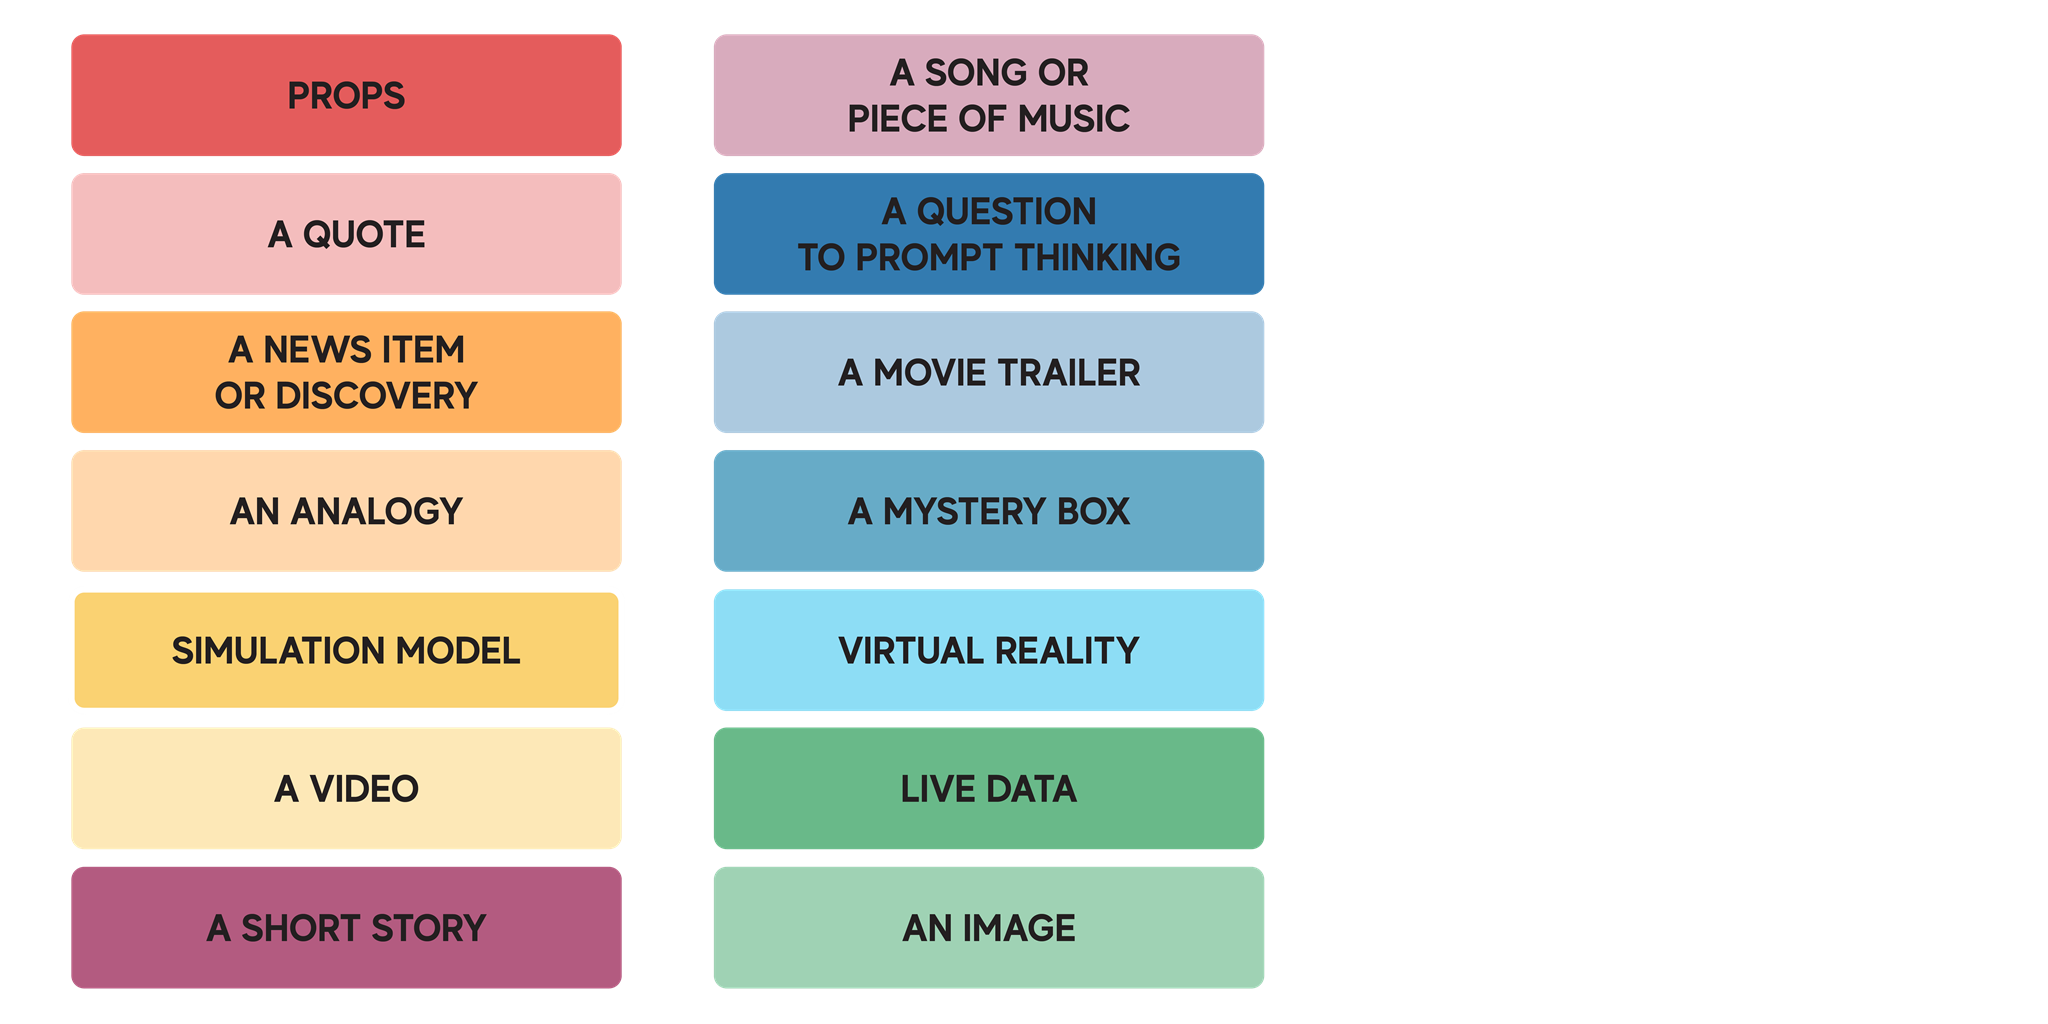 PROPS
A QUOTE
A NEWS ITEM
OR DISCOVERY
AN ANALOGY
SIMULATION MODEL
A VIDEO
A SHORT STORY
A SONG OR
PIECE OF MUSIC
A QUESTION
TO PROMPT THINKING
A MOVIE TRAILER
A MYSTERY BOX
VIRTUAL REALITY
LIVE DATA
AN IMAGE